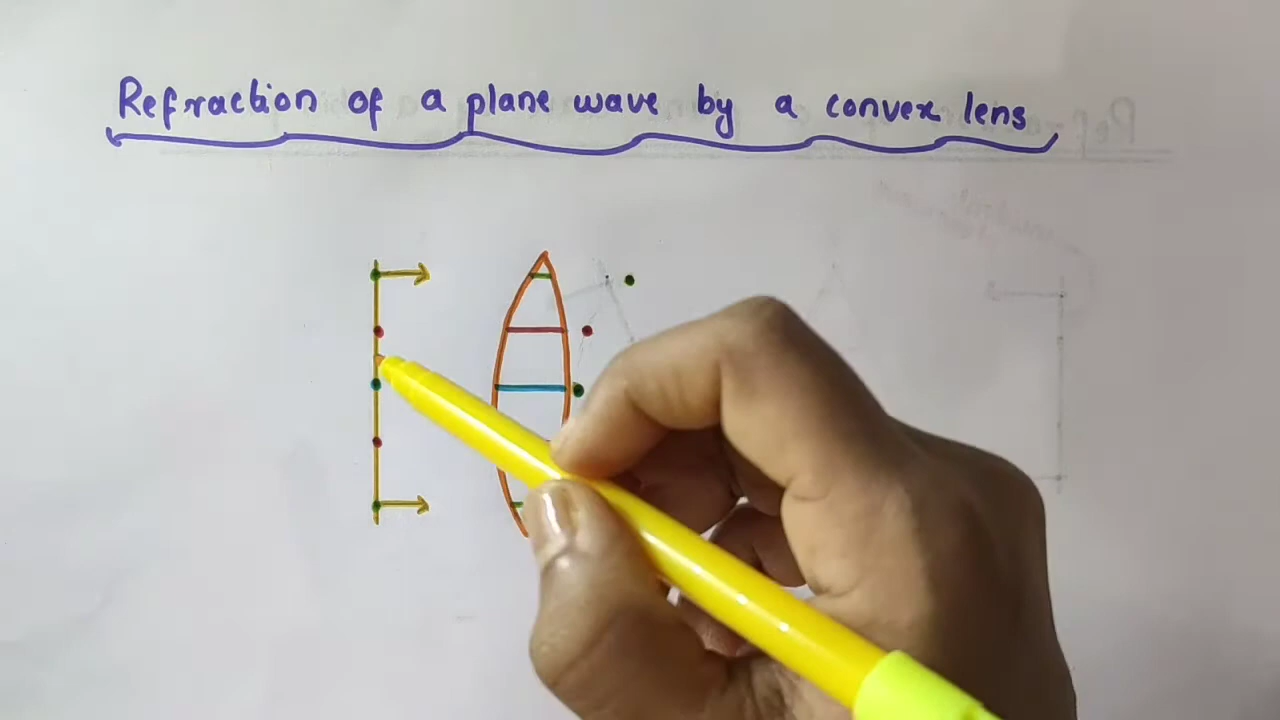 Refraction of a plane wave by a convex lens